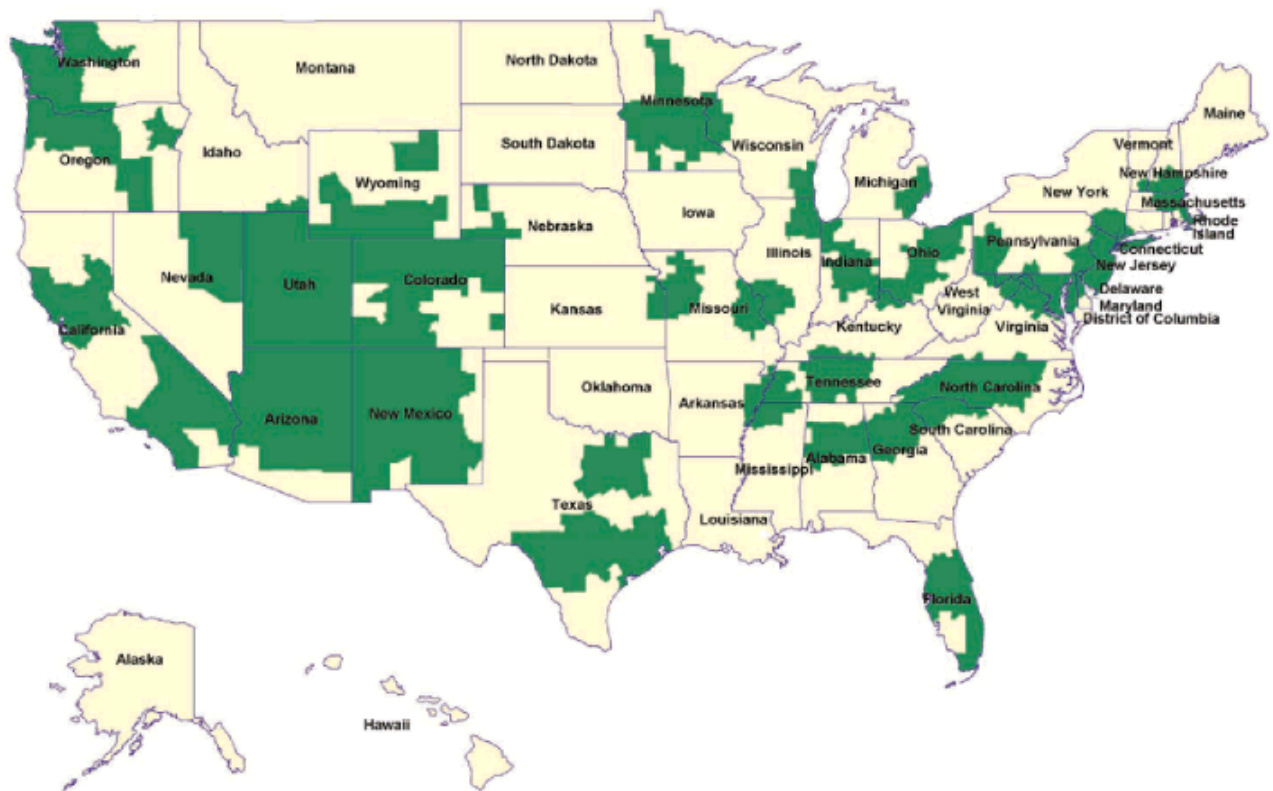 Washington
Montana
North Dakota
Minnesota
Maine
Oregon
Idaho
Wyoming
South Dakota
Wisconsin
Michigan
Vermont
New Hampshire
New York
Massachusetts
Rhode
Island
Connecticut
Nebraska
Iowa
Illinois
Indiana
Ohio
Pennsylvania
New Jersey
Nevada
Utah
Colorado
Kansas
Missouri
West
Virginia
Delaware
Maryland
District of Columbia
California
Kentucky
Virginia
Arizona
New Mexico
Oklahoma
Arkansas
Tennessee
North Carolina
South Carolina
Texas
Louisiana
Mississippi
Alabama
Georgia
Florida
Alaska
Hawaii